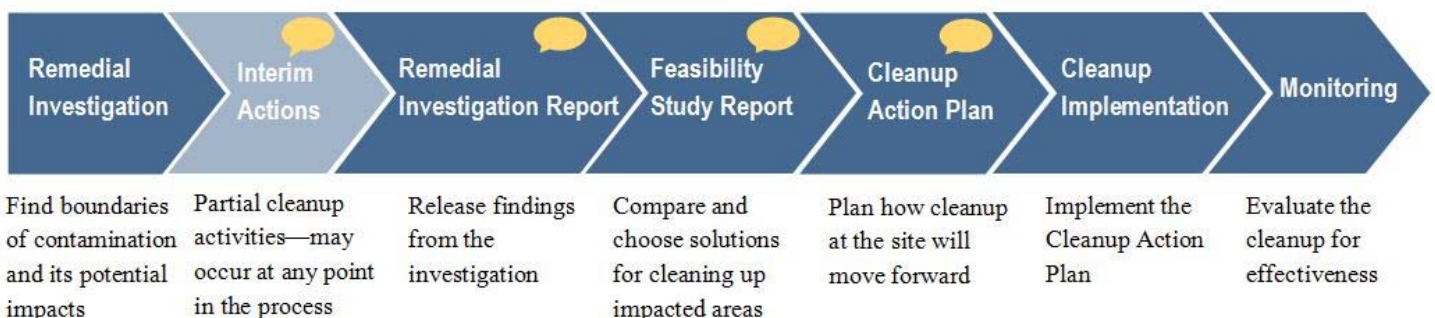 Remedial
Investigation
Interim
Actions
Remedial
Investigation Report
Feasibility
Study Report
Cleanup
Action Plan
Cleanup
Implementation
Monitoring
Find boundaries
of contamination
and its potential
impacts
Partial cleanup
activities—may
occur at any point
in the process
Release findings
from the
investigation
Compare and
choose solutions
for cleaning up
impacted areas
Plan how cleanup
at the site will
move forward
Implement the
Cleanup Action
Plan
Evaluate the
cleanup for
effectiveness